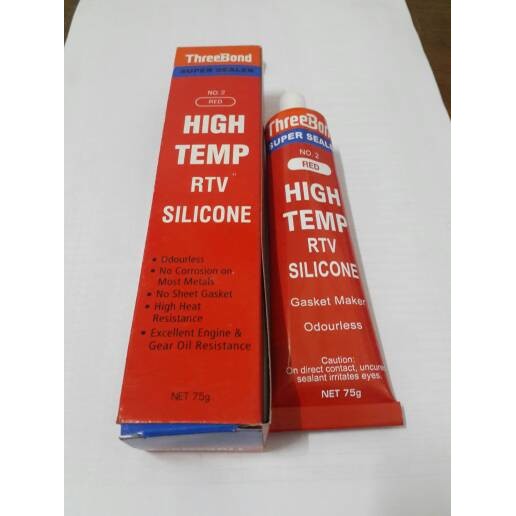 ThreeBond
SUPER SEALER
NO. 2
RED
HIGH
TEMP
RTV
SILICONE
• Odourless
• No Corrosion on
Most Metals
• No Sheet Gasket
• High Heat
Resistance
• Excellent Engine &
Gear Oil Resistance
NET 75g
ThreeBond
SUPER SEALE
NO. 2
RED
HIGH
TEMP
RTV
SILICONE
Gasket Maker
Odourless
Caution:
On direct contact, uncure
sealant irritates eyes.
NET 75g